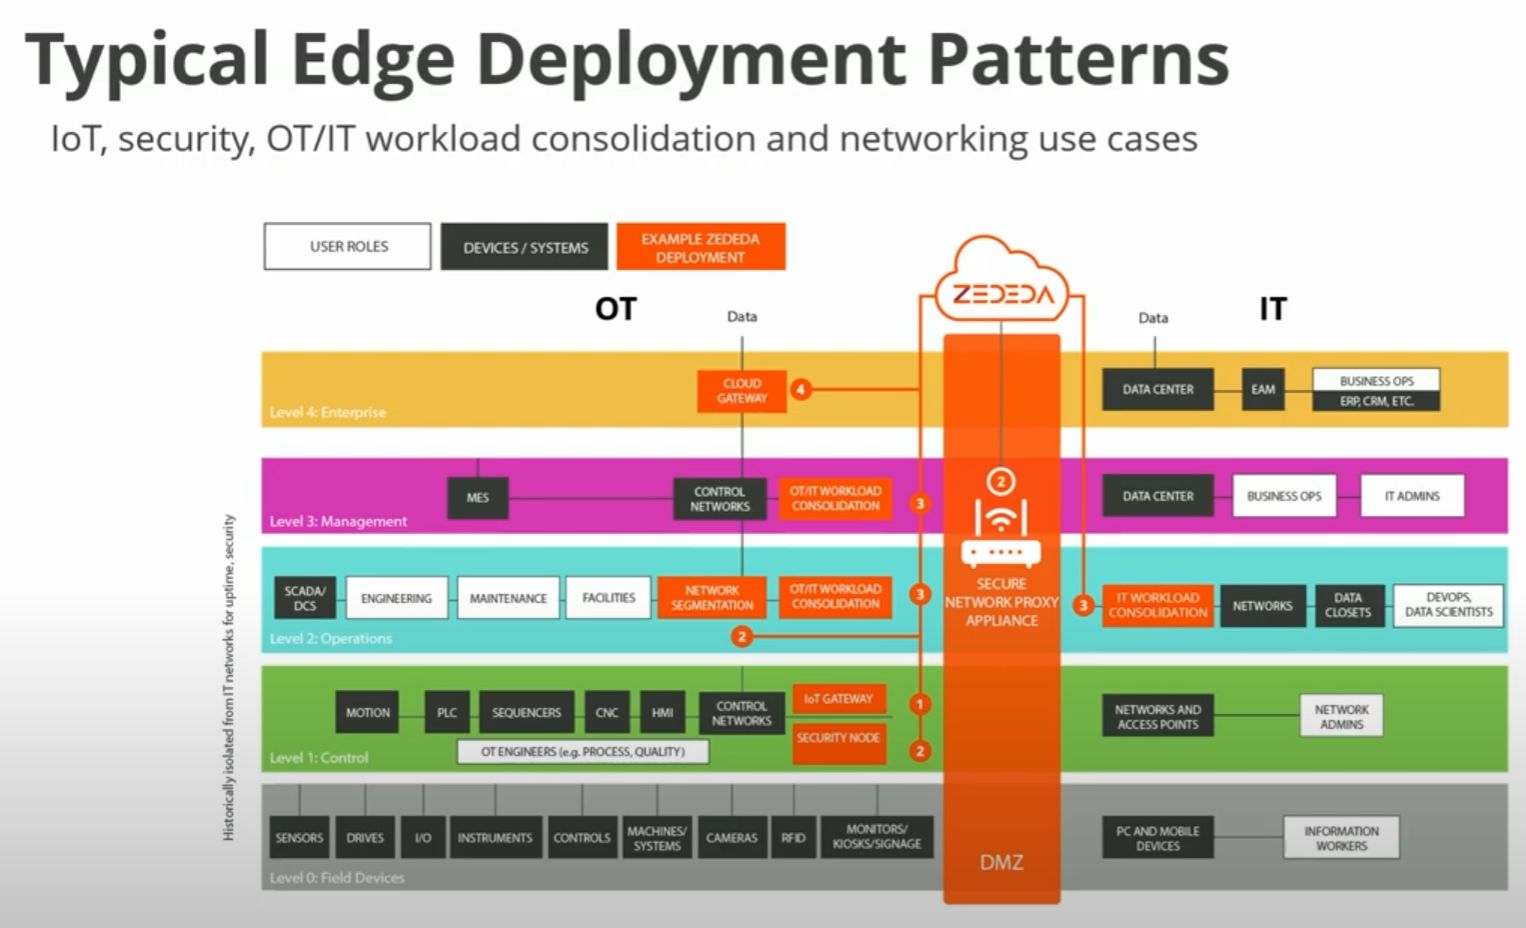 Typical Edge Deployment Patterns
IoT, security, OT/IT workload consolidation and networking use cases
USER ROLES
DEVICES / SYSTEMS
EXAMPLE ZEDEDA
DEPLOYMENT
OT
Data
ZEDEDA
Data
IT
CLOUD
GATEWAY
4
Level 4: Enterprise
DATA CENTER
EAM
BUSINESS OPS
ERP, CRM, ETC.
MES
CONTROL
NETWORKS
OT/IT WORKLOAD
CONSOLIDATION
3
Level 3: Management
2
DATA CENTER
BUSINESS OPS
IT ADMINS
SCADA/
DCS
ENGINEERING
MAINTENANCE
FACILITIES
NETWORK
SEGMENTATION
OT/IT WORKLOAD
CONSOLIDATION
3
2
Level 2: Operations
SECURE
NETWORK PROXY
APPLIANCE
3
IT WORKLOAD
CONSOLIDATION
NETWORKS
DATA
CLOSETS
DEVOPS,
DATA SCIENTISTS
MOTION
PLC
SEQUENCERS
CNC
HMI
CONTROL
NETWORKS
IoT GATEWAY
1
SECURITY NODE
2
OT ENGINEERS (e.g. PROCESS, QUALITY)
Level 1: Control
NETWORKS AND
ACCESS POINTS
NETWORK
ADMINS
SENSORS
DRIVES
I/O
INSTRUMENTS
CONTROLS
MACHINES/
SYSTEMS
CAMERAS
RFID
MONITORS/
KIOSKS/SIGNAGE
Level 0: Field Devices
DMZ
PC AND MOBILE
DEVICES
INFORMATION
WORKERS
Historically isolated from IT networks for uptime, security